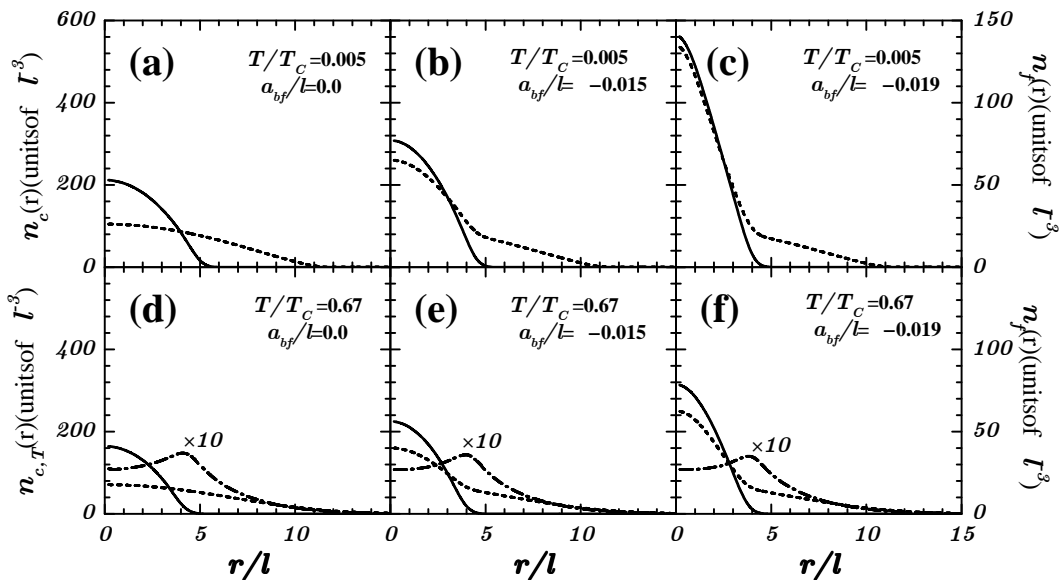 600
400
200
0
n_c(r)(unitsof l^-3)
(a)
T/T_C=0.005
a_bf/l=0.0
(b)
T/T_C=0.005
a_bf/l= -0.015
(c)
T/T_C=0.005
a_bf/l= -0.019
150
100
50
0
n_f(r)(unitsof l^-3)
400
200
0
n_c,T(r)(unitsof l^-3)
(d)
T/T_C=0.67
a_bf/l=0.0
×10
(e)
T/T_C=0.67
a_bf/l= -0.015
×10
(f)
T/T_C=0.67
a_bf/l= -0.019
×10
100
50
0
n_f(r)(unitsof l^-3)
0 5 10 0 5 10 0 5 10 15
r/l r/l r/l